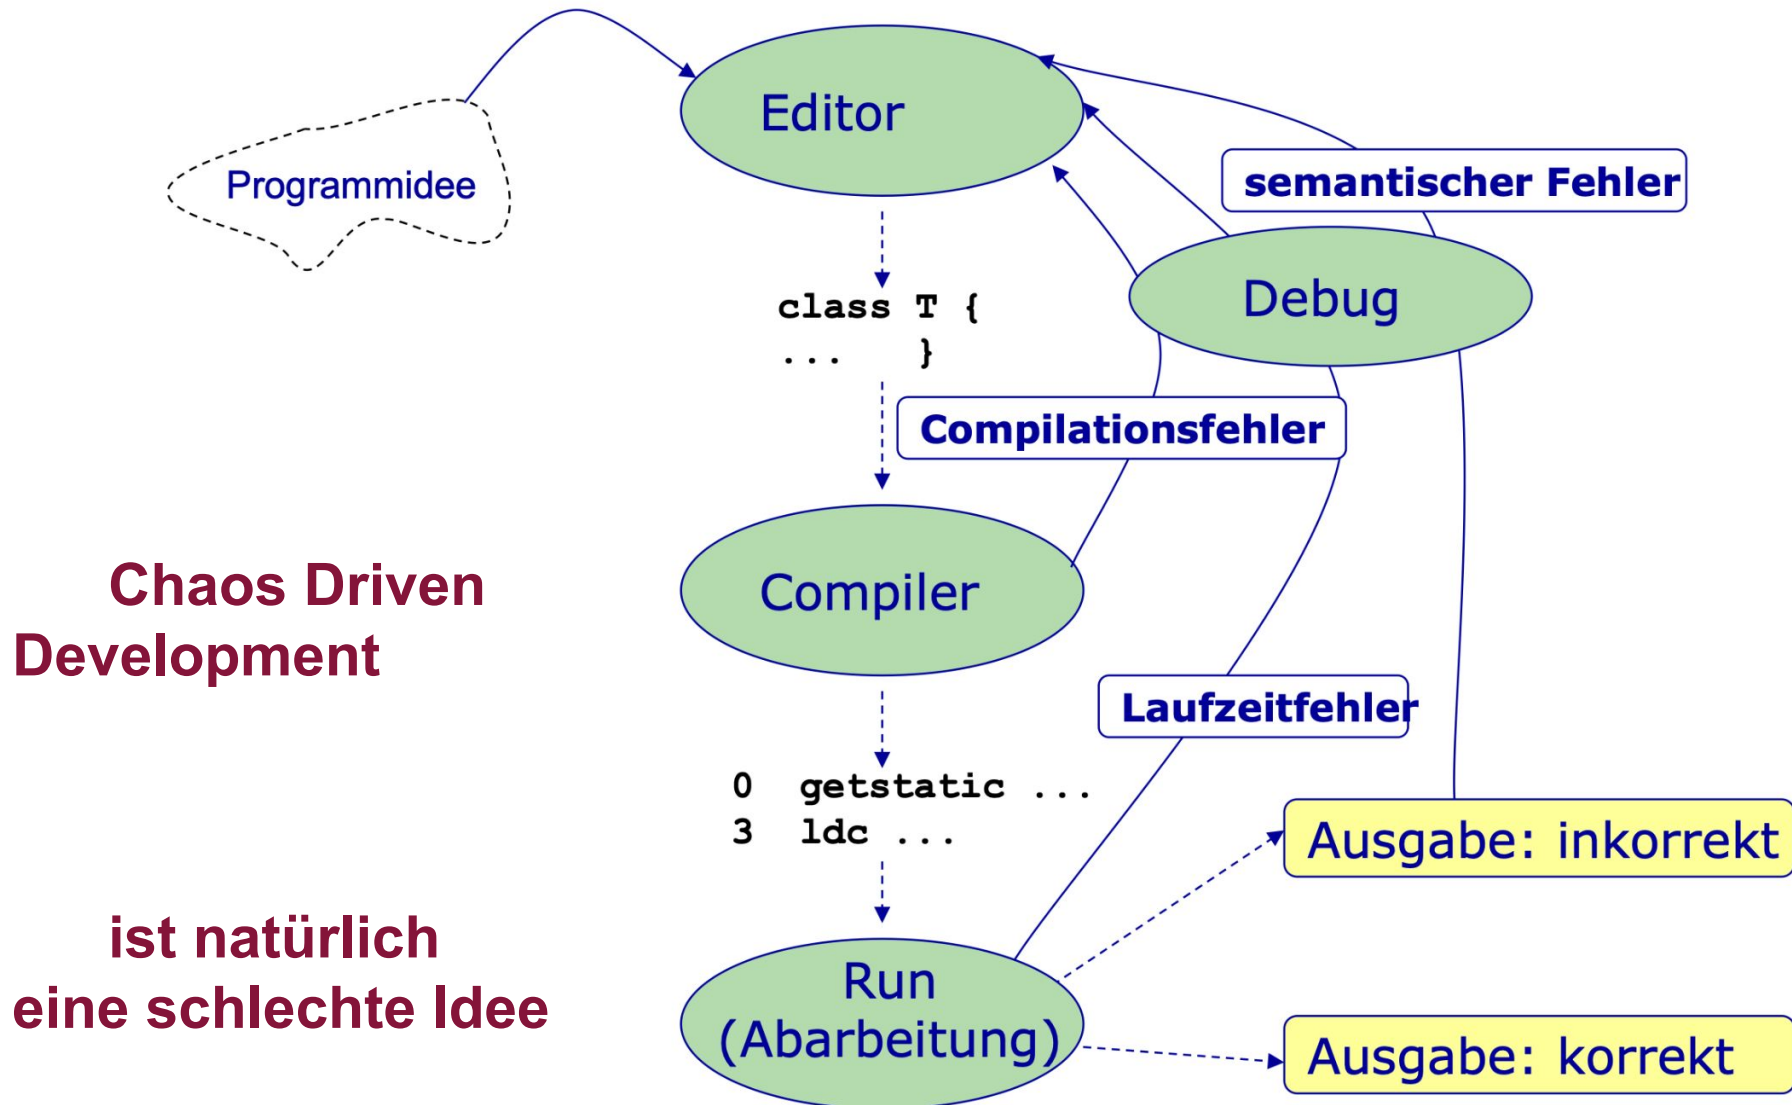 Editor
Programmidee
semantischer Fehler
Debug
class T {
...   }
Compilationsfehler
Chaos Driven
Development
Compiler
Laufzeitfehler
0  getstatic ...
3  ldc ...
Ausgabe: inkorrekt
ist natürlich
eine schlechte Idee
Run
(Abarbeitung)
Ausgabe: korrekt